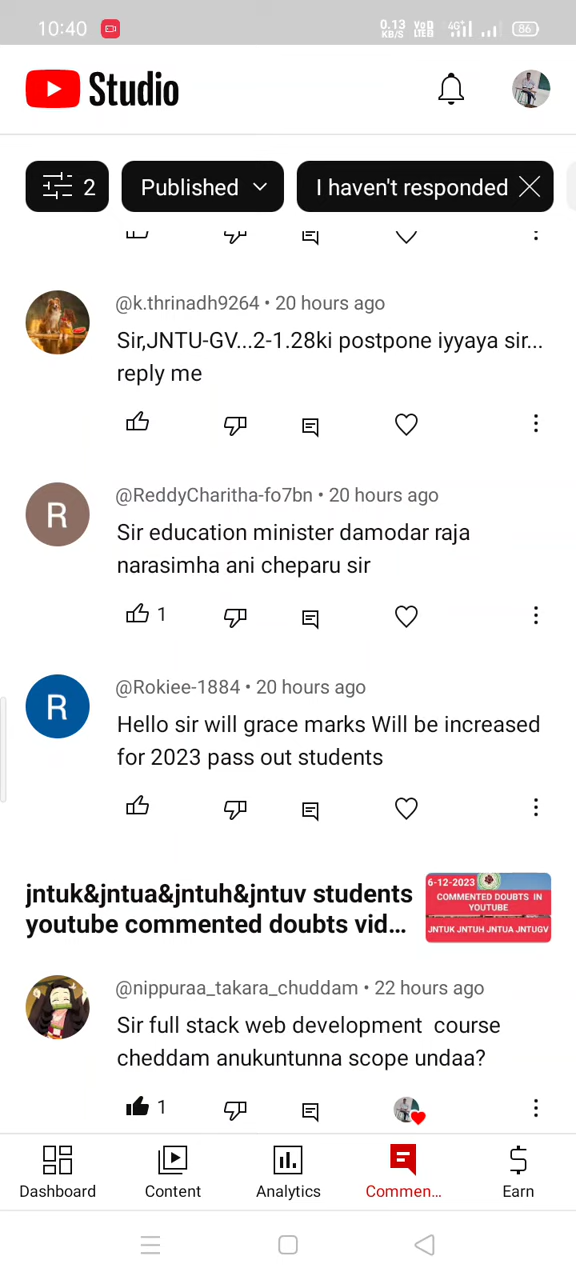 10:40
0.13 KB/S VoD LTEB 4G+ 86
Studio
2 Published I haven't responded
@k.thrinadh9264 • 20 hours ago
Sir,JNTU-GV...2-1.28ki postpone iyyaya sir...
reply me
@ReddyCharitha-fo7bn • 20 hours ago
Sir education minister damodar raja
narasimha ani cheparu sir
1
@Rokiee-1884 • 20 hours ago
Hello sir will grace marks Will be increased
for 2023 pass out students
jntuk&jntua&jntuh&jntuv students
youtube commented doubts vid...
6-12-2023
COMMENTED DOUBTS IN
YOUTUBE
JNTUK JNTUH JNTUA JNTUGV
@nippuraa_takara_chuddam • 22 hours ago
Sir full stack web development course
cheddam anukuntunna scope undaa?
1
Dashboard Content Analytics Commen... Earn